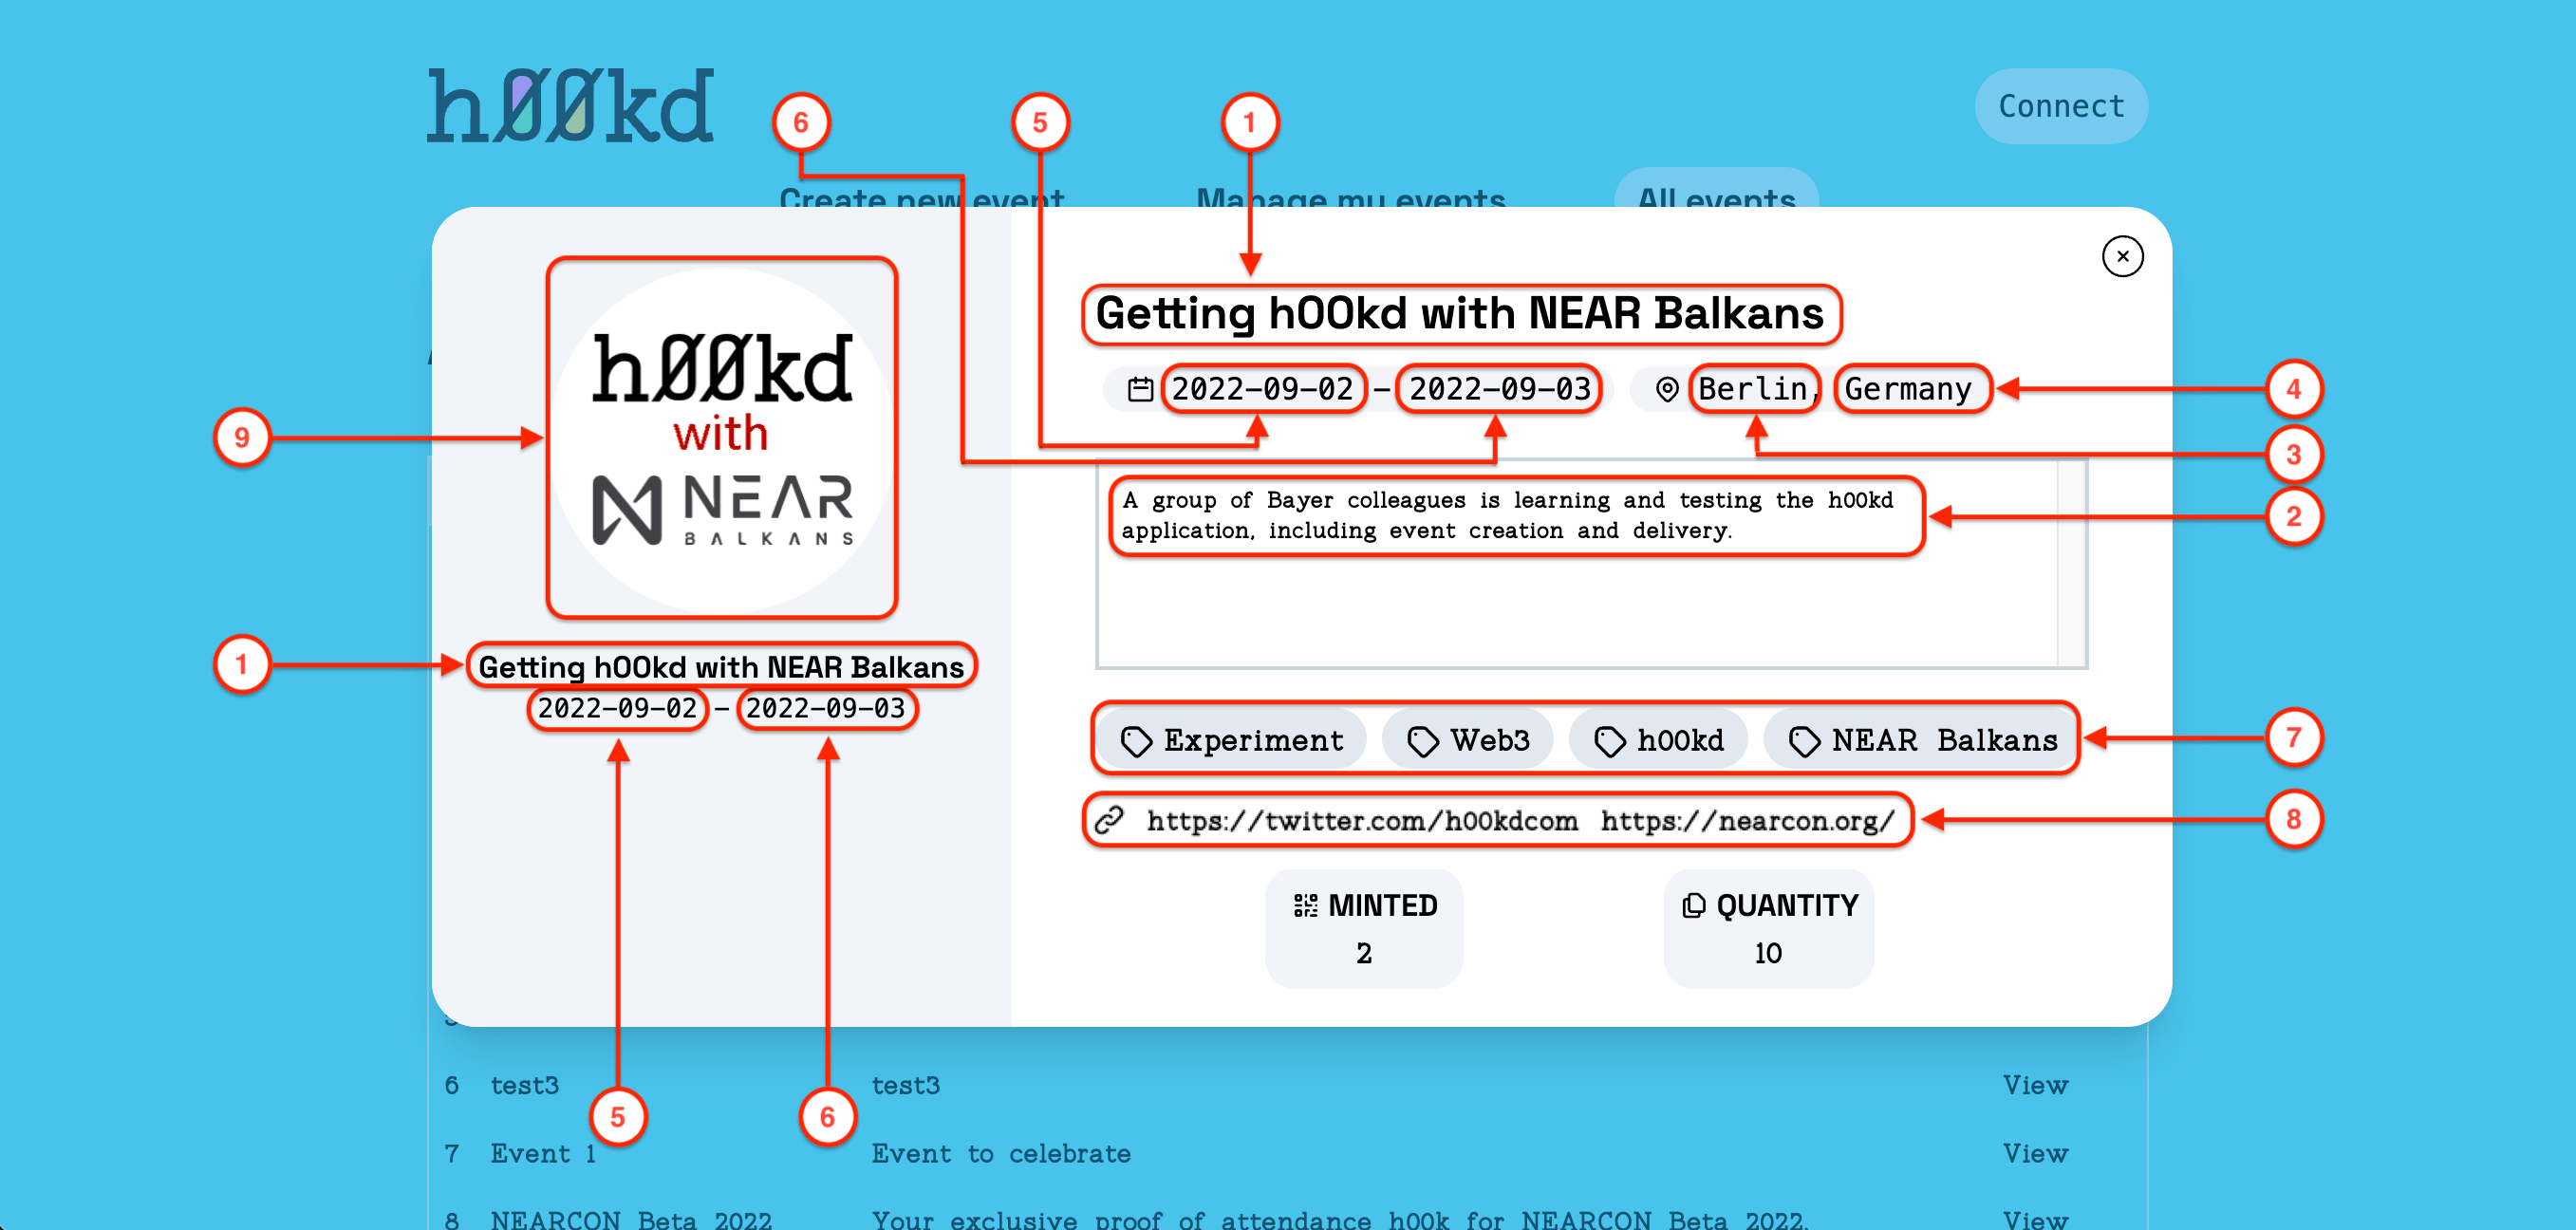 h00kd
Connect
6
5
1
Create new event
Manage my events
All events
h00kd
with
NEAR
BALKANS
9
1
Getting h00kd with NEAR Balkans
2022-09-02 - 2022-09-03
Getting h00kd with NEAR Balkans
2022-09-02 - 2022-09-03
Berlin, Germany
4
3
A group of Bayer colleagues is learning and testing the h00kd
application, including event creation and delivery.
2
Experiment
Web3
h00kd
NEAR Balkans
7
https://twitter.com/h00kdcom https://nearcon.org/
8
MINTED
2
QUANTITY
10
6 test3 test3 View
5
6
7 Event 1 Event to celebrate View
8 NEARCON Beta 2022 Your exclusive proof of attendance h00k for NEARCON Beta 2022. View